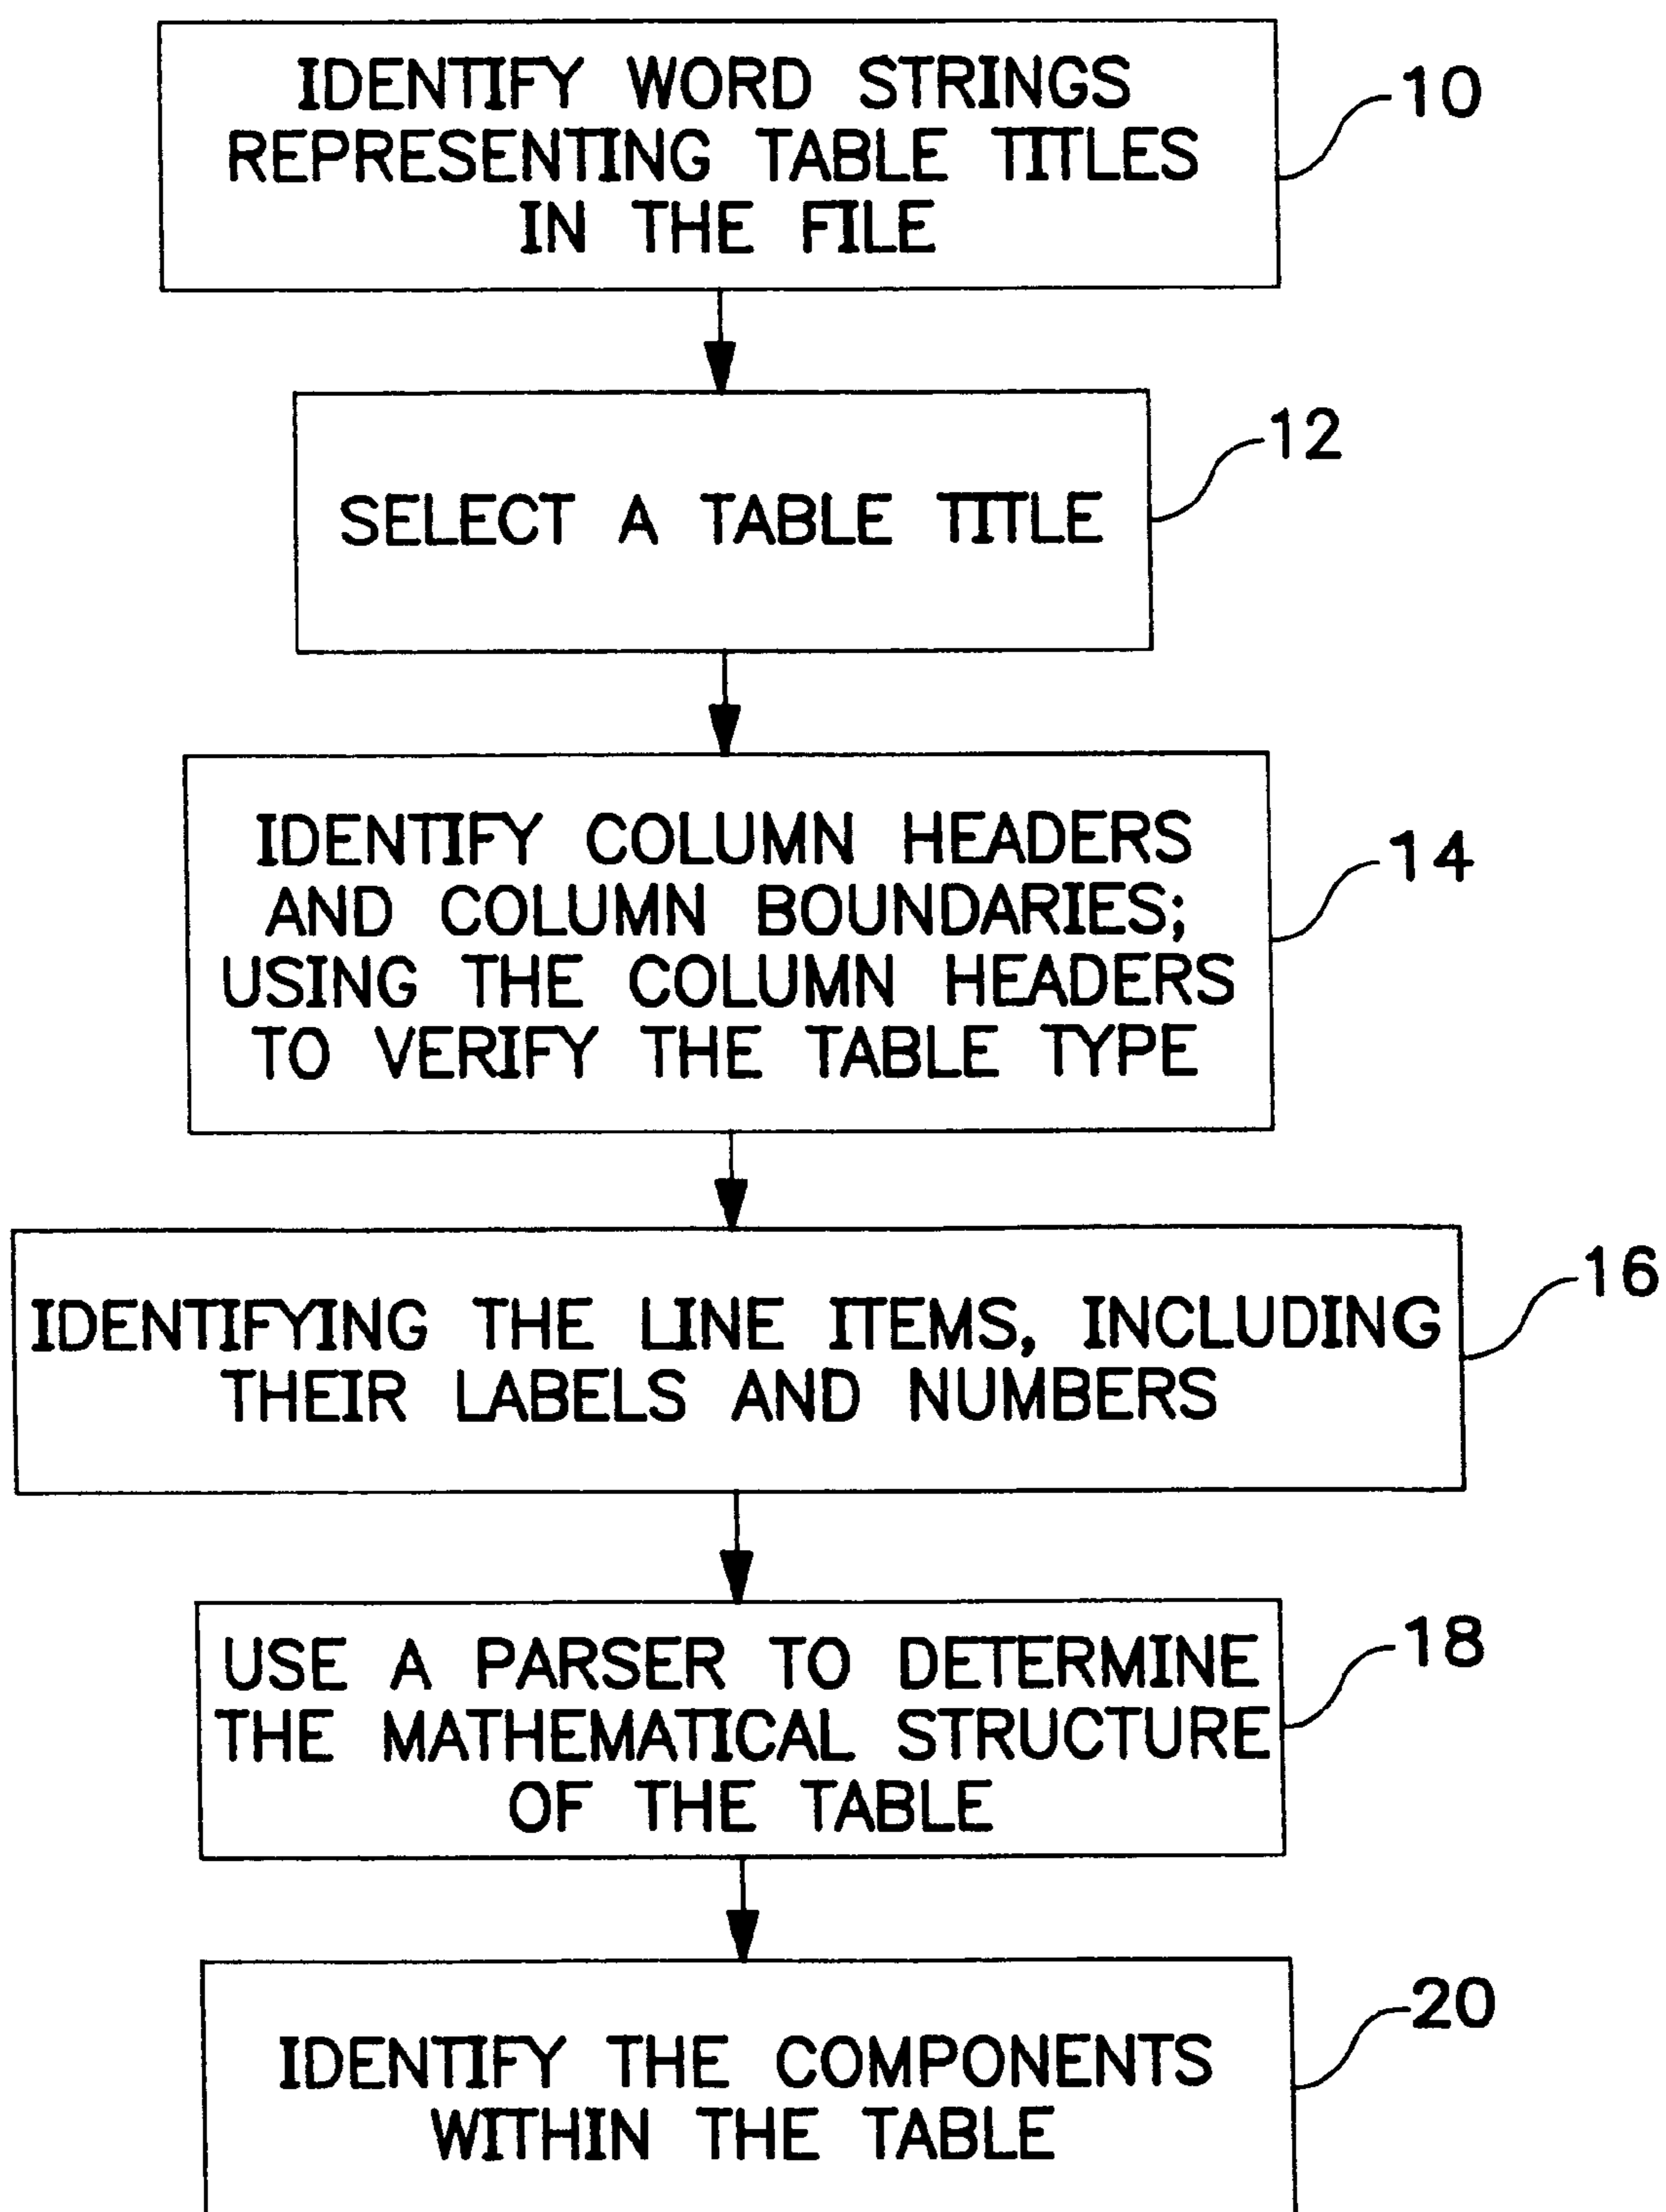 IDENTIFY WORD STRINGS
REPRESENTING TABLE TITLES
IN THE FILE
10
SELECT A TABLE TITLE
12
IDENTIFY COLUMN HEADERS
AND COLUMN BOUNDARIES;
USING THE COLUMN HEADERS
TO VERIFY THE TABLE TYPE
14
IDENTIFYING THE LINE ITEMS, INCLUDING
THEIR LABELS AND NUMBERS
16
USE A PARSER TO DETERMINE
THE MATHEMATICAL STRUCTURE
OF THE TABLE
18
IDENTIFY THE COMPONENTS
WITHIN THE TABLE
20